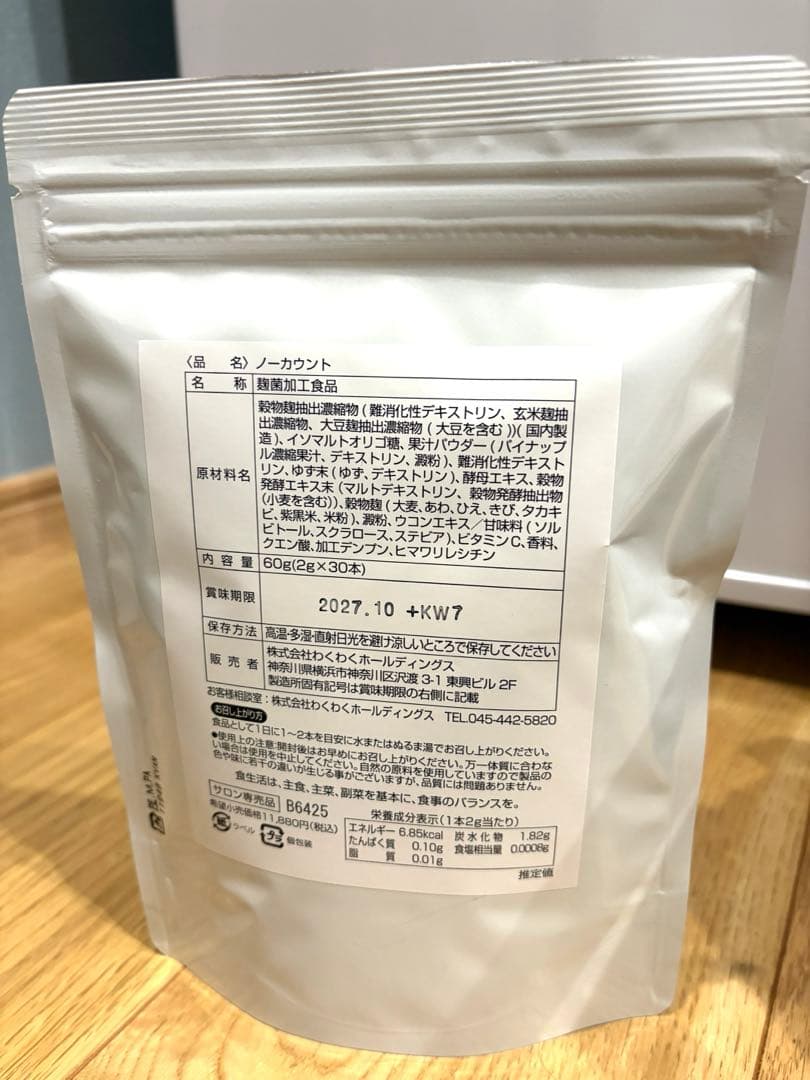 〈品　名〉ノーカウント
名　称　麹菌加工食品
原材料名
穀物麹抽出濃縮物(難消化性デキストリン、玄米麹抽
出濃縮物、大豆麹抽出濃縮物(大豆を含む))(国内製
造)、イソマルトオリゴ糖、果汁パウダー(パイナップ
ル濃縮果汁、デキストリン、澱粉)、難消化性デキスト
リン、ゆず末(ゆず、デキストリン)、酵母エキス、穀物
発酵エキス末(マルトデキストリン、穀物発酵抽出物
(小麦を含む))、穀物麹(大麦、あわ、ひえ、きび、タカキ
ビ、紫黒米、米粉)、澱粉、ウコンエキス／甘味料(ソル
ビトール、スクラロース、ステビア)、ビタミンC、香料、
クエン酸、加工デンプン、ヒマワリレシチン
内容量　60g(2g×30本)
賞味期限　2027.10 +KW7
保存方法　高温・多湿・直射日光を避け涼しいところで保存してください
販売者
株式会社わくわくホールディングス
神奈川県横浜市神奈川区沢渡 3-1 東興ビル 2F
製造所固有記号は賞味期限の右側に記載
お客様相談室：株式会社わくわくホールディングス　TEL.045-442-5820
お召し上がり方
食品として1日に1～2本を目安に水またはぬるま湯でお召し上がりください。
●使用上の注意:開封後はお早めにお召し上がりください。万一体質に合わな
い場合は使用を中止してください。自然の原料を使用していますので製品の
色や味に若干の違いが生じる事がございますが、品質には問題ありません。
食生活は、主食、主菜、副菜を基本に、食事のバランスを。
サロン専売品　B6425
希望小売価格11,880円(税込)
紙 ラベル　プラ 個包装
栄養成分表示(1本2g当たり)
エネルギー 6.85kcal　炭水化物 1.82g
たんぱく質 0.10g　食塩相当量 0.0008g
脂質 0.01g
推定値